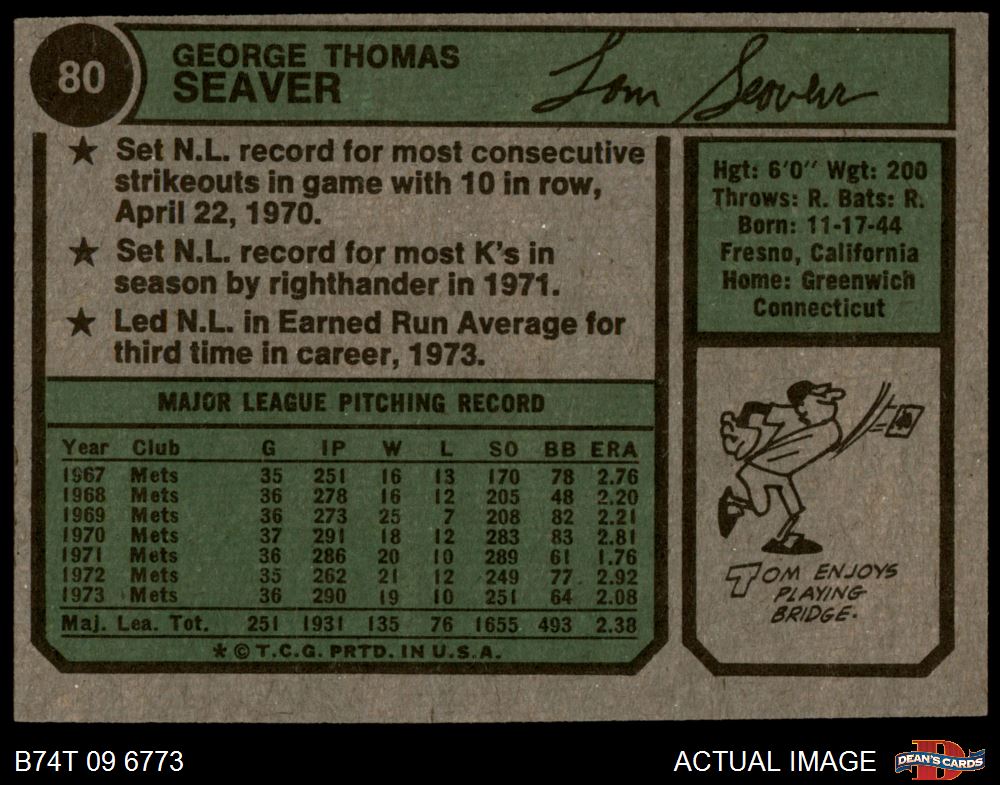 80
GEORGE THOMAS
SEAVER
Tom Seaver
★ Set N.L. record for most consecutive
strikeouts in game with 10 in row,
April 22, 1970.
★ Set N.L. record for most K's in
season by righthander in 1971.
★ Led N.L. in Earned Run Average for
third time in career, 1973.
Hgt: 6'0" Wgt: 200
Throws: R. Bats: R.
Born: 11-17-44
Fresno, California
Home: Greenwich
Connecticut
MAJOR LEAGUE PITCHING RECORD
Year Club G IP W L SO BB ERA
1967 Mets 35 251 16 13 170 78 2.76
1968 Mets 36 278 16 12 205 48 2.20
1969 Mets 36 273 25 7 208 82 2.21
1970 Mets 37 291 18 12 283 83 2.81
1971 Mets 36 286 20 10 289 61 1.76
1972 Mets 35 262 21 12 249 77 2.92
1973 Mets 36 290 19 10 251 64 2.08
Maj. Lea. Tot. 251 1931 135 76 1655 493 2.38
* © T.C.G. PRTD. IN U.S.A.
TOM ENJOYS
PLAYING
BRIDGE.
B74T 09 6773
ACTUAL IMAGE
D
DEAN'S CARDS